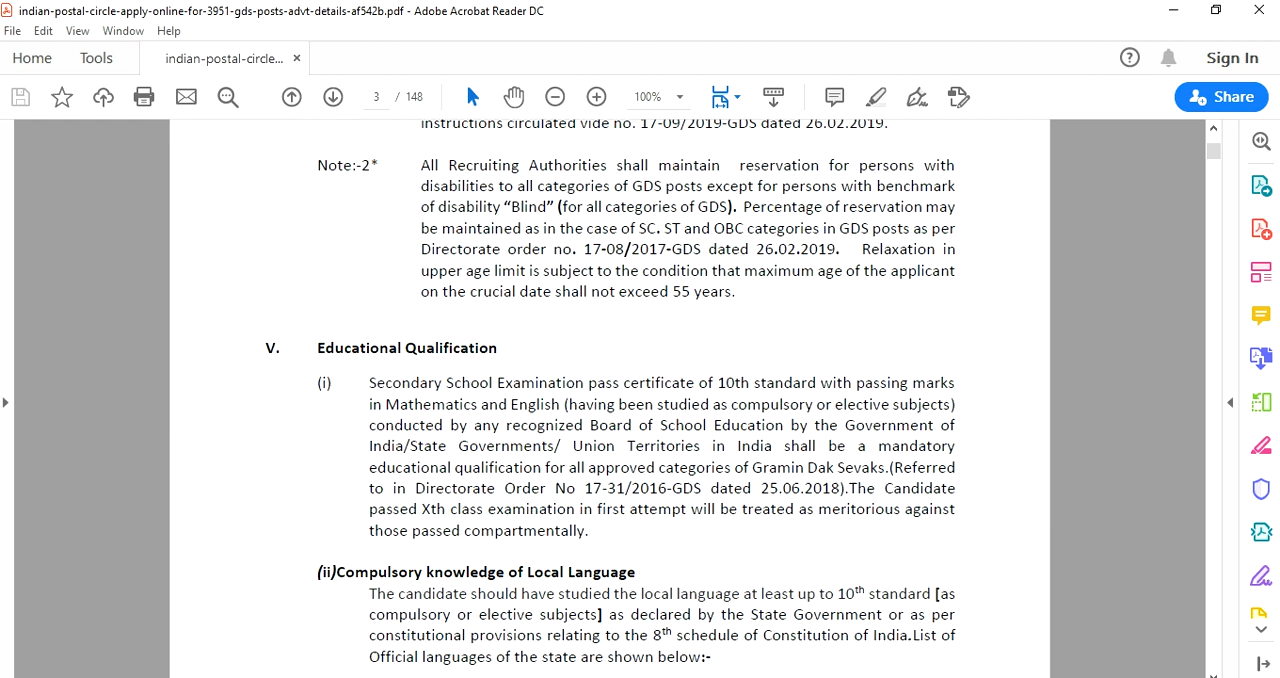 indian-postal-circle-apply-online-for-3951-gds-posts-advt-details-af542b.pdf - Adobe Acrobat Reader DC
File Edit View Window Help
Home Tools indian-postal-circle... × Sign In
3 / 148 100% Share
instructions circulated vide no. 17-09/2019-GDS dated 26.02.2019.
Note:-2* All Recruiting Authorities shall maintain reservation for persons with
disabilities to all categories of GDS posts except for persons with benchmark
of disability “Blind” (for all categories of GDS). Percentage of reservation may
be maintained as in the case of SC. ST and OBC categories in GDS posts as per
Directorate order no. 17-08/2017-GDS dated 26.02.2019. Relaxation in
upper age limit is subject to the condition that maximum age of the applicant
on the crucial date shall not exceed 55 years.
V. Educational Qualification
(i) Secondary School Examination pass certificate of 10th standard with passing marks
in Mathematics and English (having been studied as compulsory or elective subjects)
conducted by any recognized Board of School Education by the Government of
India/State Governments/ Union Territories in India shall be a mandatory
educational qualification for all approved categories of Gramin Dak Sevaks.(Referred
to in Directorate Order No 17-31/2016-GDS dated 25.06.2018).The Candidate
passed Xth class examination in first attempt will be treated as meritorious against
those passed compartmentally.
(ii)Compulsory knowledge of Local Language
The candidate should have studied the local language at least up to 10th standard [as
compulsory or elective subjects] as declared by the State Government or as per
constitutional provisions relating to the 8th schedule of Constitution of India.List of
Official languages of the state are shown below:-